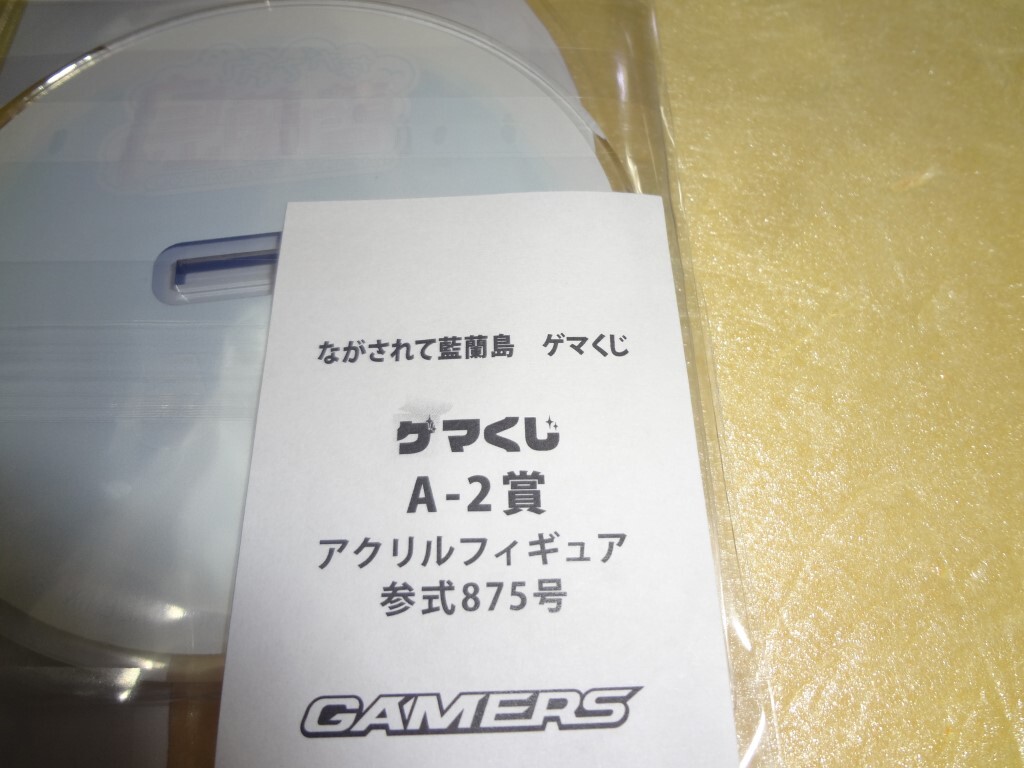 ながされて藍蘭島　ゲマくじ
ゲマくじ
A-2賞
アクリルフィギュア
参式875号
GAMERS